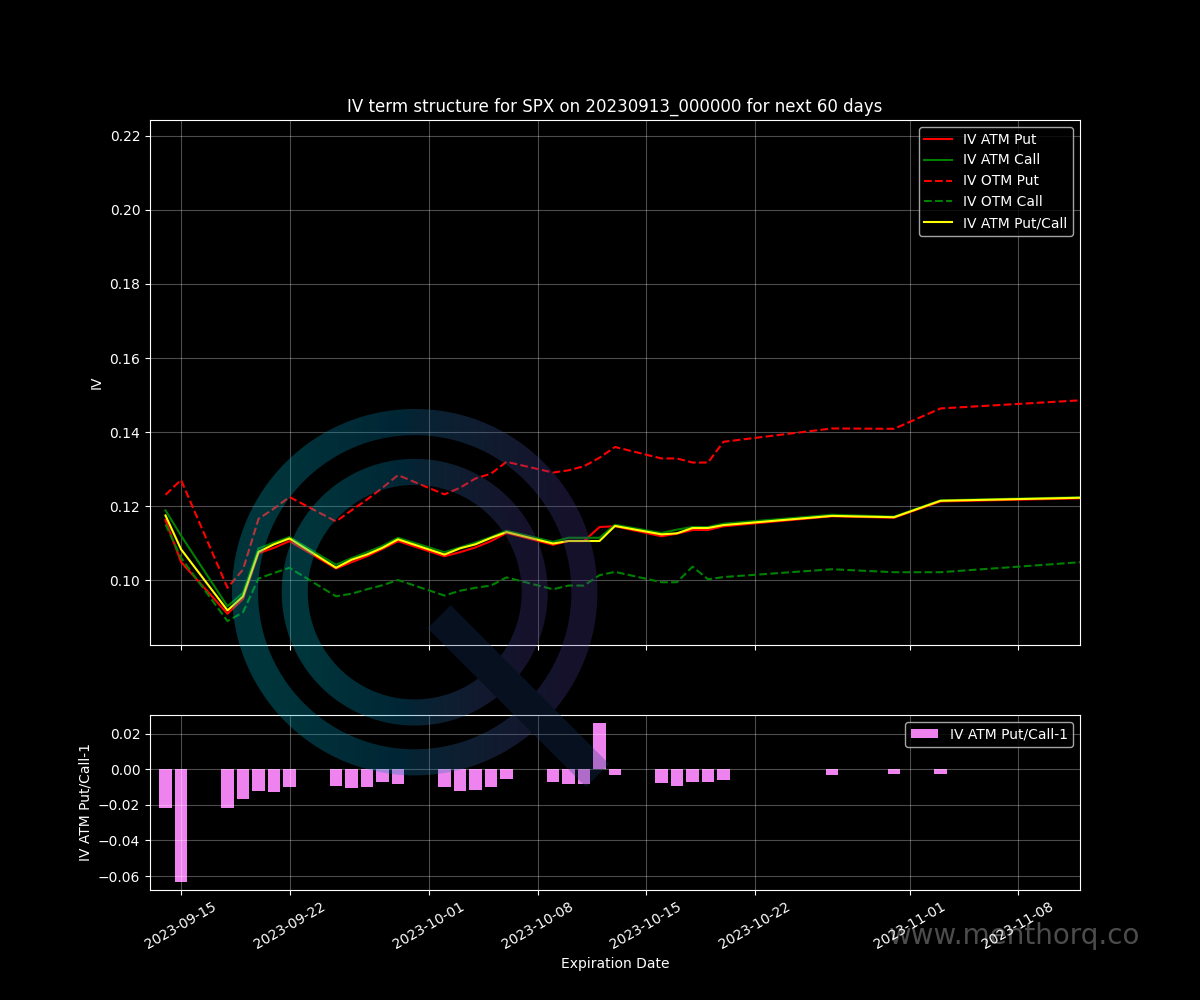 IV term structure for SPX on 20230913_000000 for next 60 days
0.22
0.20
0.18
0.16
0.14
0.12
0.10
IV
IV ATM Put
IV ATM Call
IV OTM Put
IV OTM Call
IV ATM Put/Call
0.02
0.00
−0.02
−0.04
−0.06
IV ATM Put/Call-1
IV ATM Put/Call-1
2023-09-15
2023-09-22
2023-10-01
2023-10-08
2023-10-15
2023-10-22
2023-11-01
2023-11-08
www.menthorq.co
Expiration Date